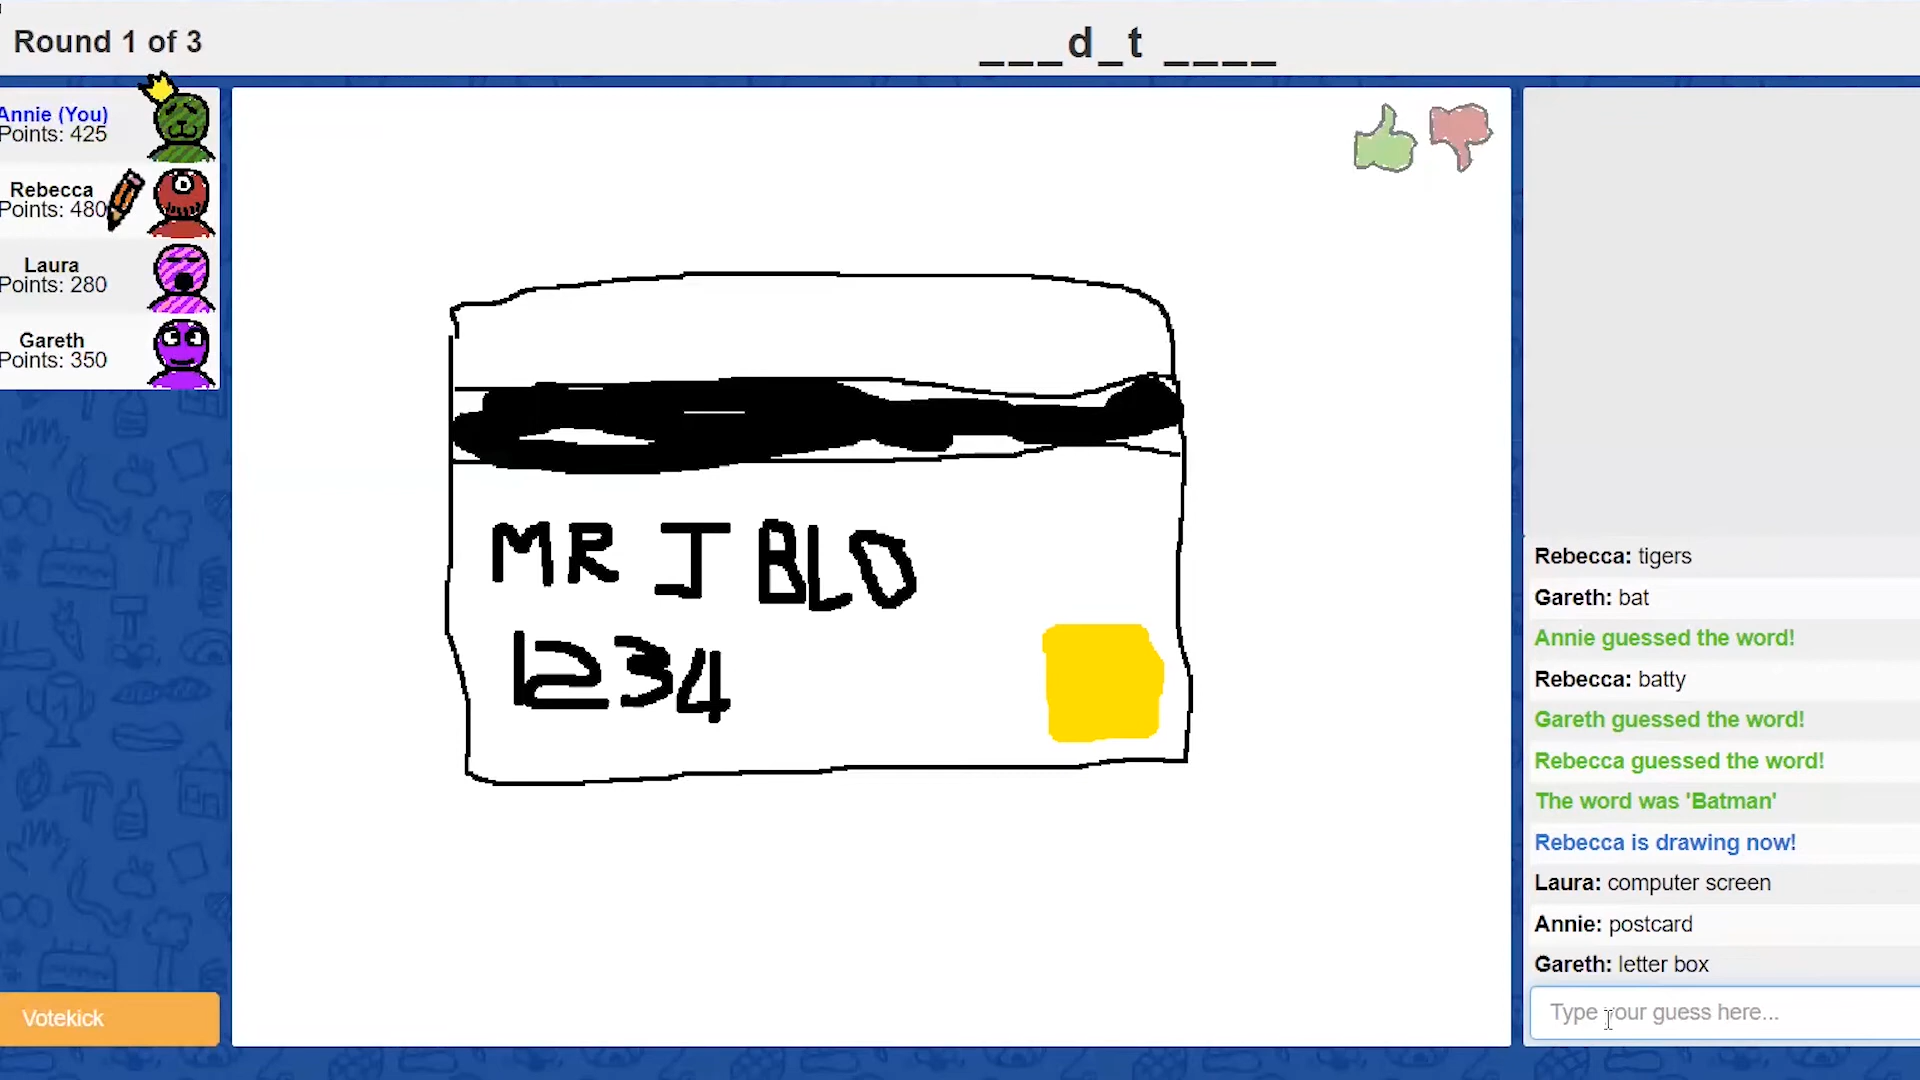 Round 1 of 3
___d_t ____
Annie (You)
Points: 425
Rebecca
Points: 480
Laura
Points: 280
Gareth
Points: 350
Votekick
MR J BLO
1234
Rebecca: tigers
Gareth: bat
Annie guessed the word!
Rebecca: batty
Gareth guessed the word!
Rebecca guessed the word!
The word was 'Batman'
Rebecca is drawing now!
Laura: computer screen
Annie: postcard
Gareth: letter box
Type your guess here...